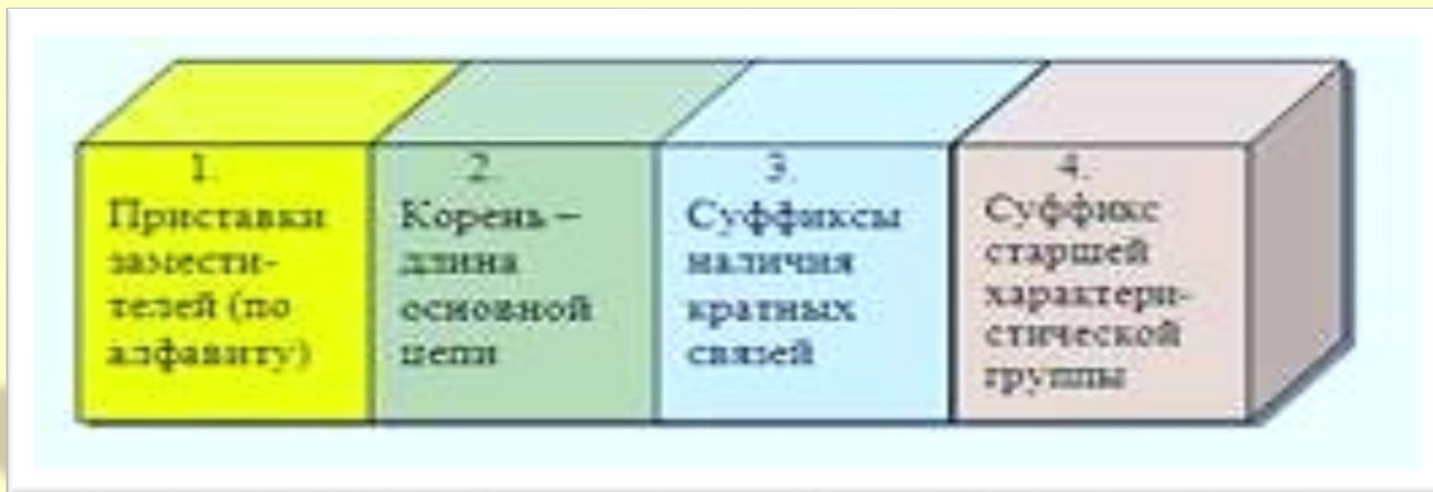 1.
Приставки
замести-
телей (по
алфавиту)
2.
Корень –
длина
основной
цепи
3.
Суффиксы
наличия
кратных
связей
4.
Суффикс
старшей
характери-
стической
группы